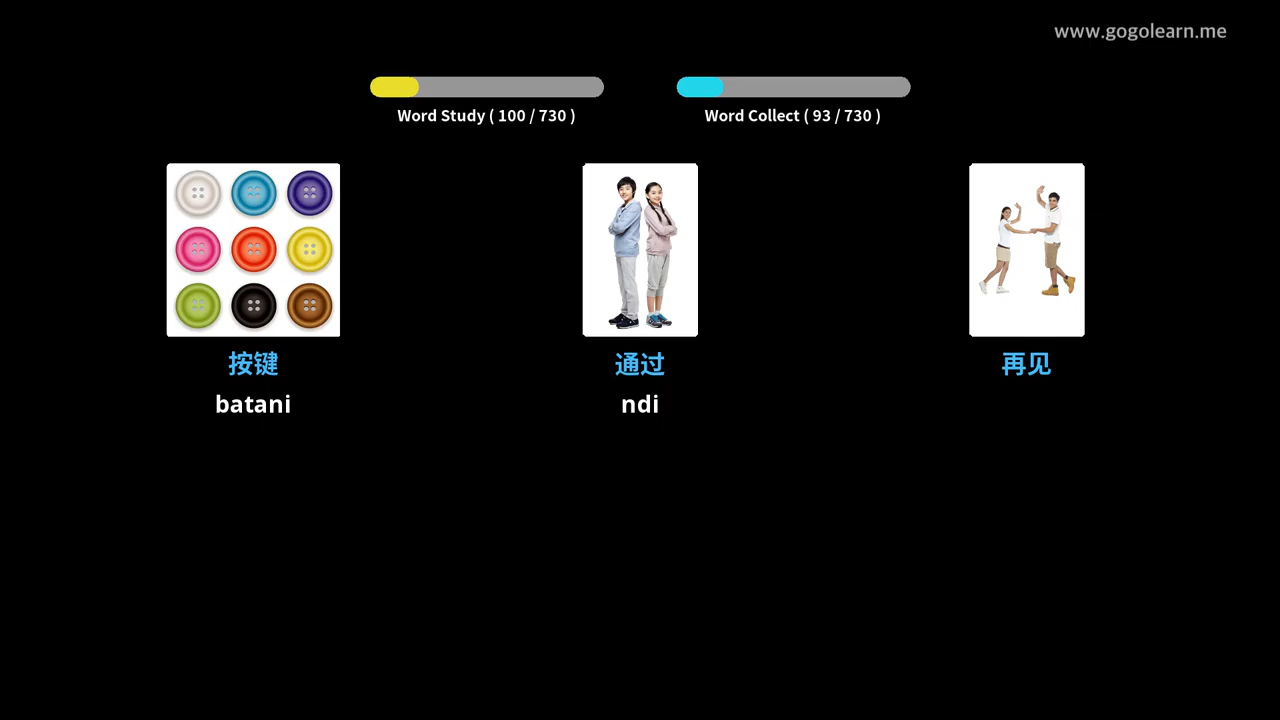 www.gogolearn.me
Word Study ( 100 / 730 )
Word Collect ( 93 / 730 )
按键
通过
再见
batani
ndi